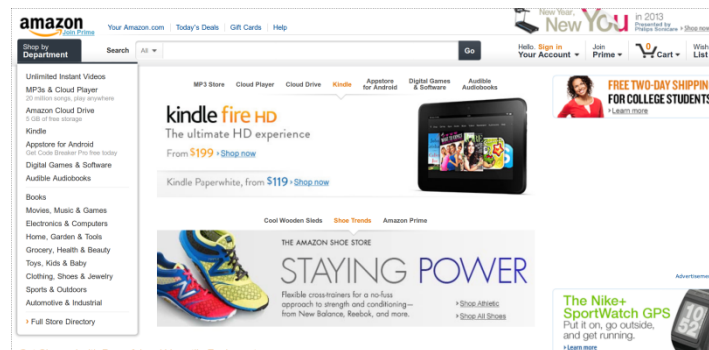 amazon
Join Prime
Your Amazon.com
Today's Deals
Gift Cards
Help
New Year,
New You
in 2013
Presented by
Philips Sonicare
Shop now
Shop by
Department
Search
All
Go
Hello. Sign in
Your Account
Join
Prime
0
Cart
Wish
List
Unlimited Instant Videos
MP3s & Cloud Player
20 million songs, play anywhere
Amazon Cloud Drive
5 GB of free storage
Kindle
Appstore for Android
Get Code Breaker Pro free today
Digital Games & Software
Audible Audiobooks
Books
Movies, Music & Games
Electronics & Computers
Home, Garden & Tools
Grocery, Health & Beauty
Toys, Kids & Baby
Clothing, Shoes & Jewelry
Sports & Outdoors
Automotive & Industrial
Full Store Directory
MP3 Store
Cloud Player
Cloud Drive
Kindle
Appstore
for Android
Digital Games
& Software
Audible
Audiobooks
kindle fire HD
The ultimate HD experience
From $199 › Shop now
Kindle Paperwhite, from $119 › Shop now
Cool Wooden Sleds
Shoe Trends
Amazon Prime
THE AMAZON SHOE STORE
STAYING POWER
Flexible cross-trainers for a no-fuss
approach to strength and conditioning—
from New Balance, Reebok, and more.
› Shop Athletic
› Shop All Shoes
FREE TWO-DAY SHIPPIN
FOR COLLEGE STUDENTS
› Learn more
Advertiseme
The Nike+
SportWatch GPS
Put it on, go outside,
and get running.
› Learn more
10
52